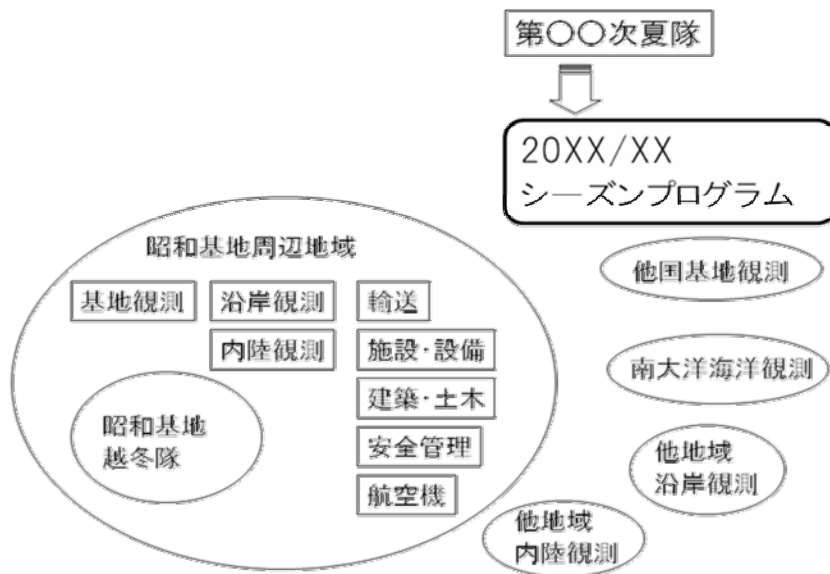 第〇〇次夏隊
20XX/XX
シーズンプログラム
昭和基地周辺地域
基地観測
沿岸観測
輸送
内陸観測
施設・設備
建築・土木
安全管理
航空機
昭和基地
越冬隊
他国基地観測
南大洋海洋観測
他地域
沿岸観測
他地域
内陸観測